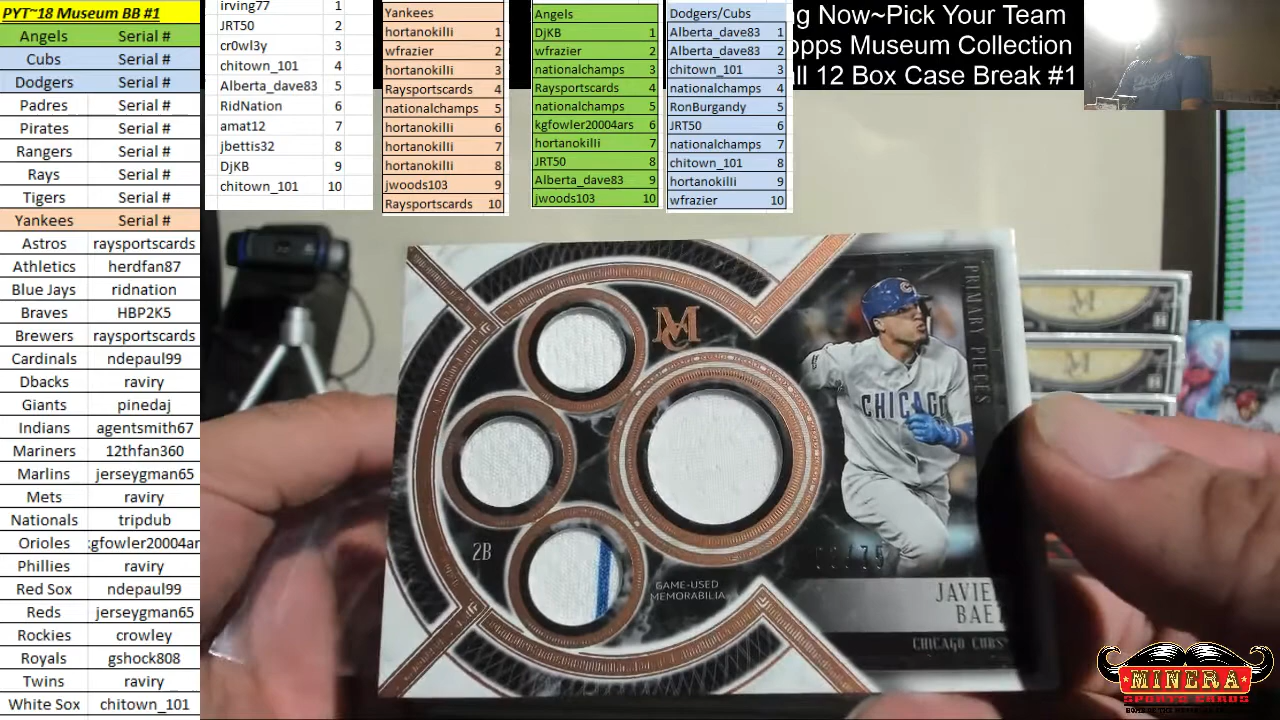 PYT~18 Museum BB #1
Angels Serial #
Cubs Serial #
Dodgers Serial #
Padres Serial #
Pirates Serial #
Rangers Serial #
Rays Serial #
Tigers Serial #
Yankees Serial #
Astros raysportscards
Athletics herdfan87
Blue Jays ridnation
Braves HBP2K5
Brewers raysportscards
Cardinals ndepaul99
Dbacks raviry
Giants pinedaj
Indians agentsmith67
Mariners 12thfan360
Marlins jerseygman65
Mets raviry
Nationals tripdub
Orioles kgfowler20004ar
Phillies raviry
Red Sox ndepaul99
Reds jerseygman65
Rockies crowley
Royals gshock808
Twins raviry
White Sox chitown_101
irving77 1
JRT50 2
cr0wl3y 3
chitown_101 4
Alberta_dave83 5
RidNation 6
amat12 7
jbettis32 8
DjKB 9
chitown_101 10
Yankees
hortanokilli 1
wfrazier 2
hortanokilli 3
Raysportscards 4
nationalchamps 5
hortanokilli 6
hortanokilli 7
hortanokilli 8
jwoods103 9
Raysportscards 10
Angels
DjKB 1
wfrazier 2
nationalchamps 3
Raysportscards 4
nationalchamps 5
kgfowler20004ars 6
hortanokilli 7
JRT50 8
Alberta_dave83 9
jwoods103 10
Dodgers/Cubs
Alberta_dave83 1
Alberta_dave83 2
chitown_101 3
nationalchamps 4
RonBurgandy 5
JRT50 6
nationalchamps 7
chitown_101 8
hortanokilli 9
wfrazier 10
ng Now~Pick Your Team
opps Museum Collection
all 12 Box Case Break #1
M
PRIMARY PIECES
CHICAGO
2B
GAME-USED
MEMORABILIA
JAVIE
BAE
CHICAGO CUBS
MINERA
SPORTS CARDS